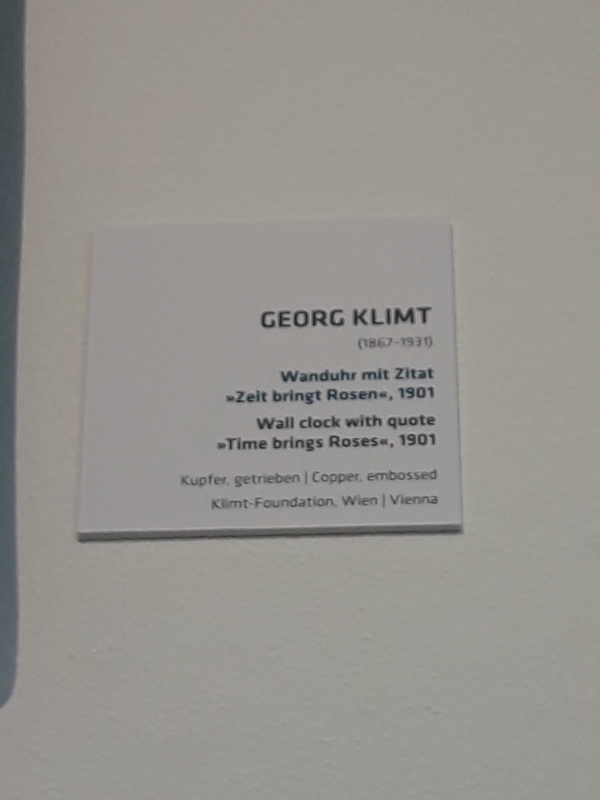 GEORG KLIMT
(1867-1931)
Wanduhr mit Zitat
»Zeit bringt Rosen«, 1901
Wall clock with quote
»Time brings Roses«, 1901
Kupfer, getrieben | Copper, embossed
Klimt-Foundation, Wien | Vienna